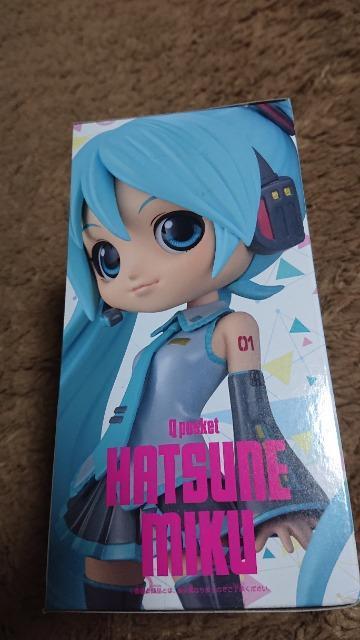 01
Q posket
HATSUNE
MIKU